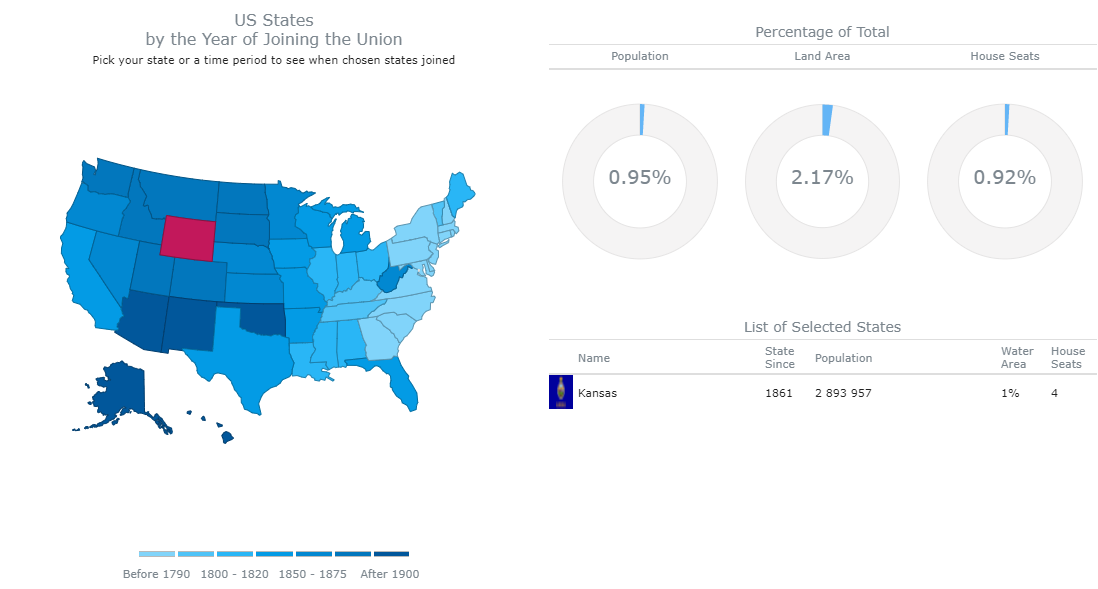 US States
by the Year of Joining the Union
Pick your state or a time period to see when chosen states joined
Before 1790
1800 - 1820
1850 - 1875
After 1900
Percentage of Total
Population
Land Area
House Seats
0.95%
2.17%
0.92%
List of Selected States
Name
State
Since
Population
Water
Area
House
Seats
Kansas
1861
2 893 957
1%
4